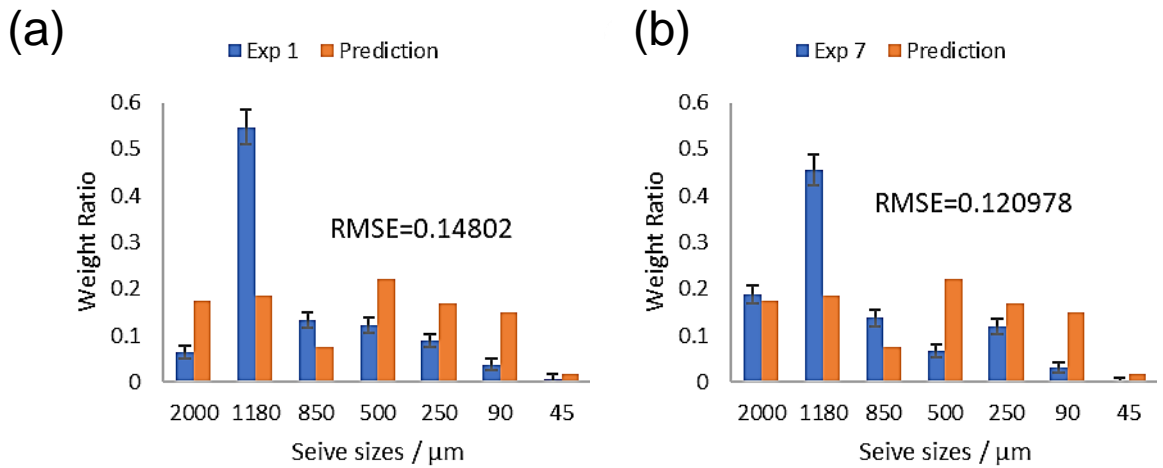 (a)
Exp 1 Prediction
0.6
0.5
0.4
0.3
0.2
0.1
0
Weight Ratio
RMSE=0.14802
2000 1180 850 500 250 90 45
Seive sizes / μm
(b)
Exp 7 Prediction
0.6
0.5
0.4
0.3
0.2
0.1
0
Weight Ratio
RMSE=0.120978
2000 1180 850 500 250 90 45
Seive sizes / μm